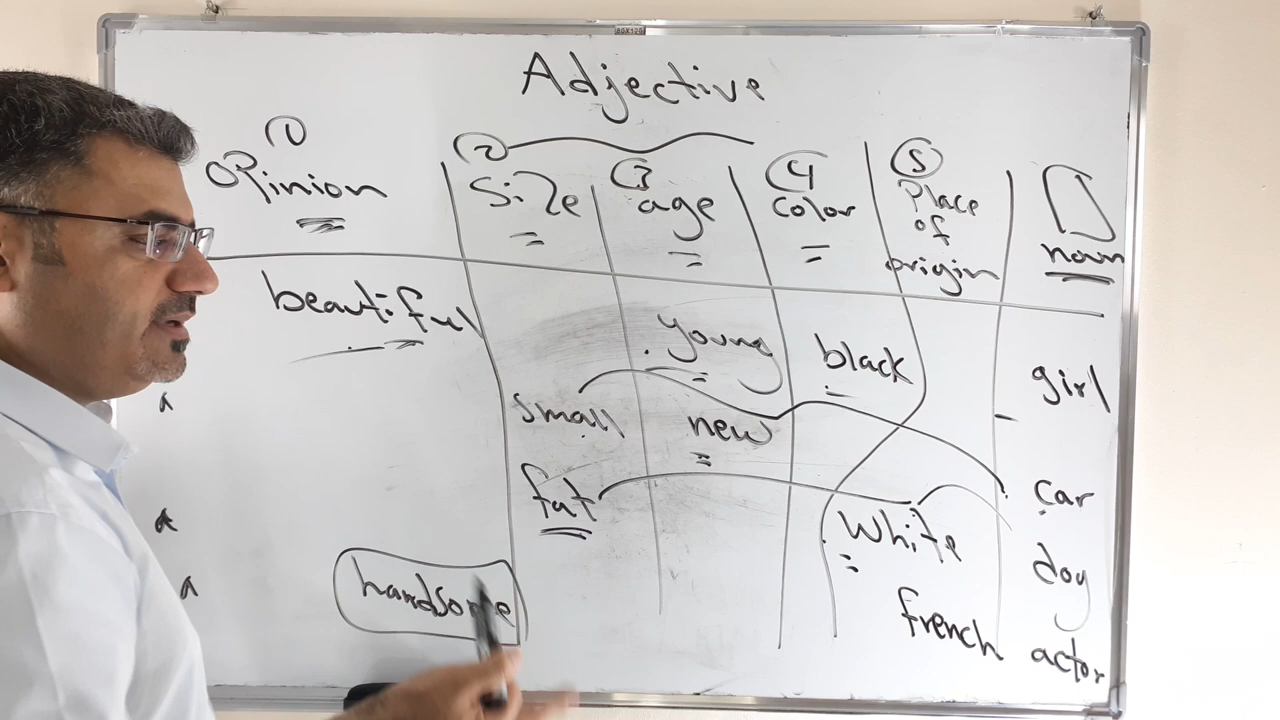 Adjective
① ② ③ ④ ⑤
Opinion Size age color Place of origin noun
beautiful young black girl
a small new car
a fat white dog
a handsome french actor